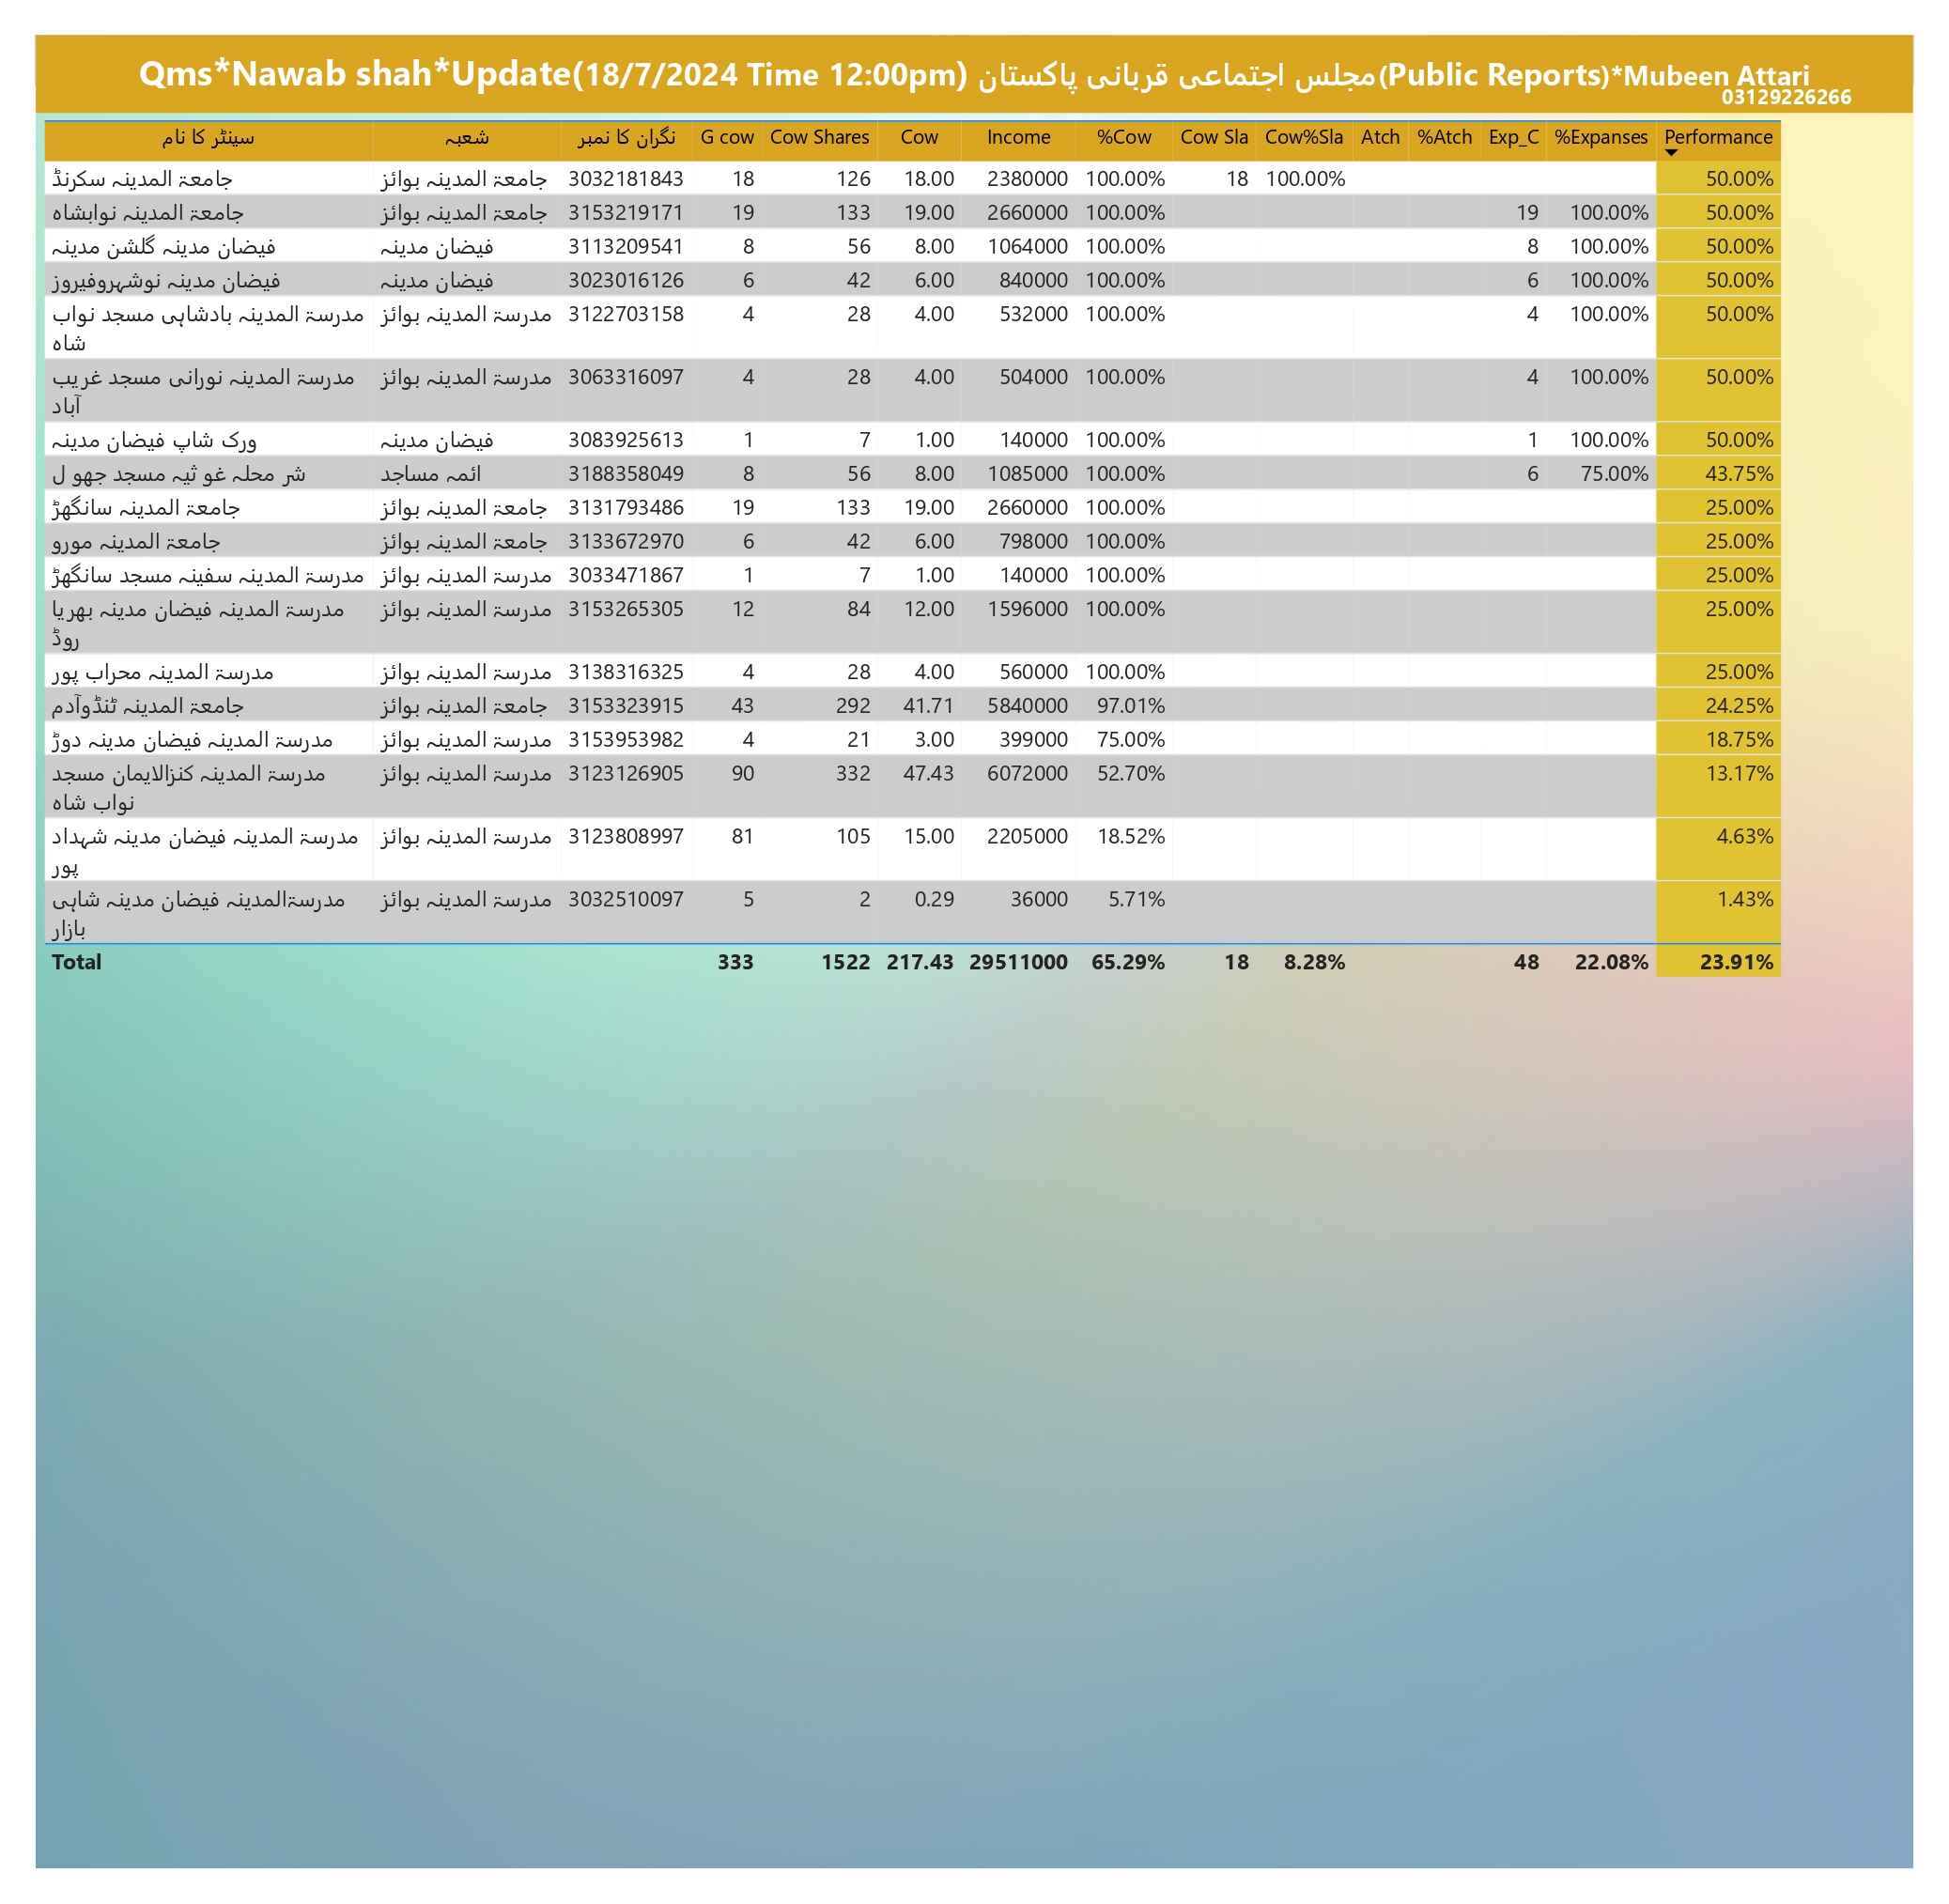 Qms*Nawab shah*Update(18/7/2024 Time 12:00pm) مجلس اجتماعی قربانی پاکستان(Public Reports)*Mubeen Attari
03129226266
سینٹر کا نام شعبہ نگران کا نمبر G cow Cow Shares Cow Income %Cow Cow Sla Cow%Sla Atch %Atch Exp_C %Expanses Performance
جامعۃ المدینہ سکرنڈ جامعۃ المدینہ بوائز 3032181843 18 126 18.00 2380000 100.00% 18 100.00% 50.00%
جامعۃ المدینہ نوابشاہ جامعۃ المدینہ بوائز 3153219171 19 133 19.00 2660000 100.00% 19 100.00% 50.00%
فیضان مدینہ گلشن مدینہ فیضان مدینہ 3113209541 8 56 8.00 1064000 100.00% 8 100.00% 50.00%
فیضان مدینہ نوشہروفیروز فیضان مدینہ 3023016126 6 42 6.00 840000 100.00% 6 100.00% 50.00%
مدرسۃ المدینہ بادشاہی مسجد نواب مدرسۃ المدینہ بوائز 3122703158 4 28 4.00 532000 100.00% 4 100.00% 50.00%
شاہ
مدرسۃ المدینہ نورانی مسجد غریب مدرسۃ المدینہ بوائز 3063316097 4 28 4.00 504000 100.00% 4 100.00% 50.00%
آباد
ورک شاپ فیضان مدینہ فیضان مدینہ 3083925613 1 7 1.00 140000 100.00% 1 100.00% 50.00%
شر محلہ غو ثیہ مسجد جھو ل ائمہ مساجد 3188358049 8 56 8.00 1085000 100.00% 6 75.00% 43.75%
جامعۃ المدینہ سانگھڑ جامعۃ المدینہ بوائز 3131793486 19 133 19.00 2660000 100.00% 25.00%
جامعۃ المدینہ مورو جامعۃ المدینہ بوائز 3133672970 6 42 6.00 798000 100.00% 25.00%
مدرسۃ المدینہ سفینہ مسجد سانگھڑ مدرسۃ المدینہ بوائز 3033471867 1 7 1.00 140000 100.00% 25.00%
مدرسۃ المدینہ فیضان مدینہ بھریا مدرسۃ المدینہ بوائز 3153265305 12 84 12.00 1596000 100.00% 25.00%
روڈ
مدرسۃ المدینہ محراب پور مدرسۃ المدینہ بوائز 3138316325 4 28 4.00 560000 100.00% 25.00%
جامعۃ المدینہ ٹنڈوآدم جامعۃ المدینہ بوائز 3153323915 43 292 41.71 5840000 97.01% 24.25%
مدرسۃ المدینہ فیضان مدینہ دوڑ مدرسۃ المدینہ بوائز 3153953982 4 21 3.00 399000 75.00% 18.75%
مدرسۃ المدینہ کنزالایمان مسجد مدرسۃ المدینہ بوائز 3123126905 90 332 47.43 6072000 52.70% 13.17%
نواب شاہ
مدرسۃ المدینہ فیضان مدینہ شہداد مدرسۃ المدینہ بوائز 3123808997 81 105 15.00 2205000 18.52% 4.63%
پور
مدرسۃالمدینہ فیضان مدینہ شاہی مدرسۃ المدینہ بوائز 3032510097 5 2 0.29 36000 5.71% 1.43%
بازار
Total 333 1522 217.43 29511000 65.29% 18 8.28% 48 22.08% 23.91%